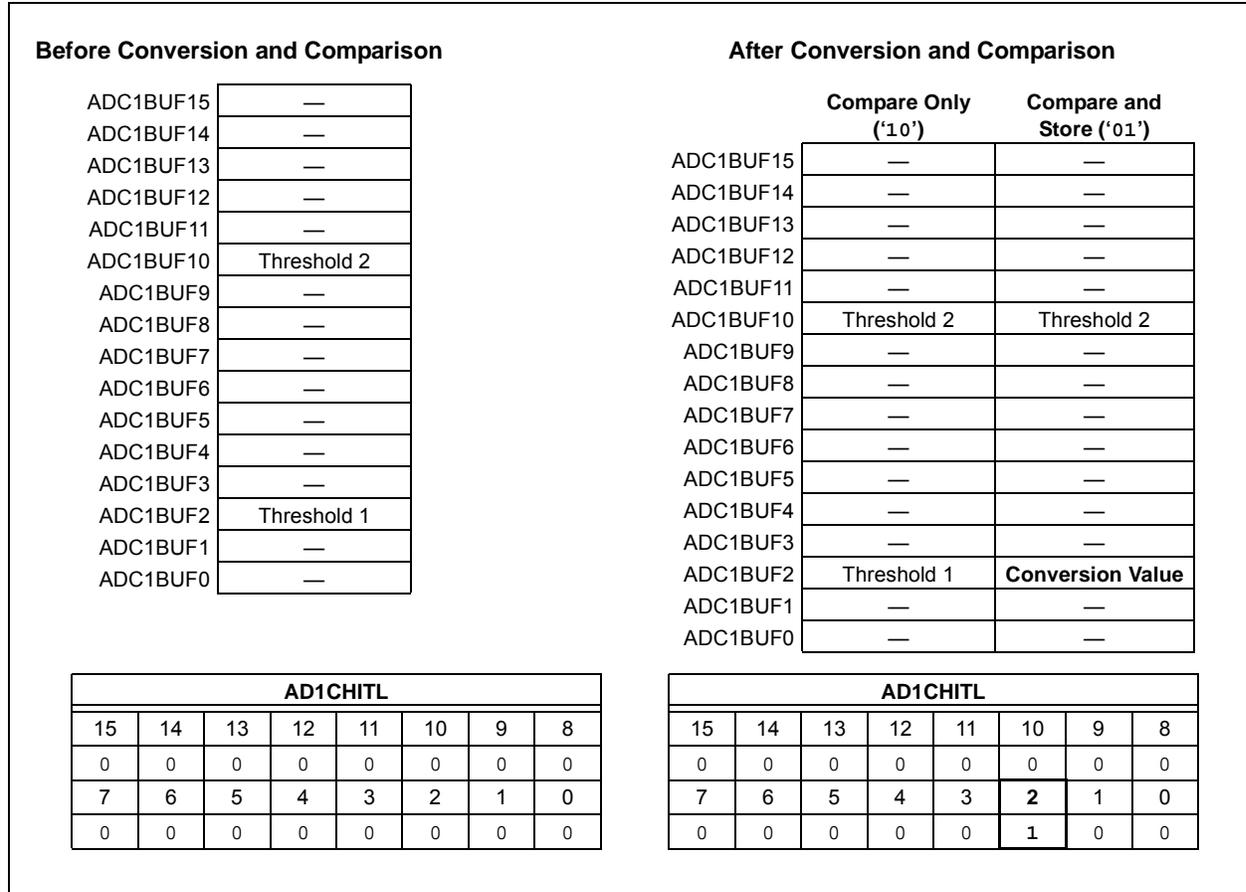 Before Conversion and Comparison
ADC1BUF15 —
ADC1BUF14 —
ADC1BUF13 —
ADC1BUF12 —
ADC1BUF11 —
ADC1BUF10 Threshold 2
ADC1BUF9 —
ADC1BUF8 —
ADC1BUF7 —
ADC1BUF6 —
ADC1BUF5 —
ADC1BUF4 —
ADC1BUF3 —
ADC1BUF2 Threshold 1
ADC1BUF1 —
ADC1BUF0 —
AD1CHITL
15 14 13 12 11 10 9 8
0 0 0 0 0 0 0 0
7 6 5 4 3 2 1 0
0 0 0 0 0 0 0 0
After Conversion and Comparison
Compare Only Compare and
(‘10’) Store (‘01’)
ADC1BUF15 — —
ADC1BUF14 — —
ADC1BUF13 — —
ADC1BUF12 — —
ADC1BUF11 — —
ADC1BUF10 Threshold 2 Threshold 2
ADC1BUF9 — —
ADC1BUF8 — —
ADC1BUF7 — —
ADC1BUF6 — —
ADC1BUF5 — —
ADC1BUF4 — —
ADC1BUF3 — —
ADC1BUF2 Threshold 1 Conversion Value
ADC1BUF1 — —
ADC1BUF0 — —
AD1CHITL
15 14 13 12 11 10 9 8
0 0 0 0 0 0 0 0
7 6 5 4 3 2 1 0
0 0 0 0 0 1 0 0